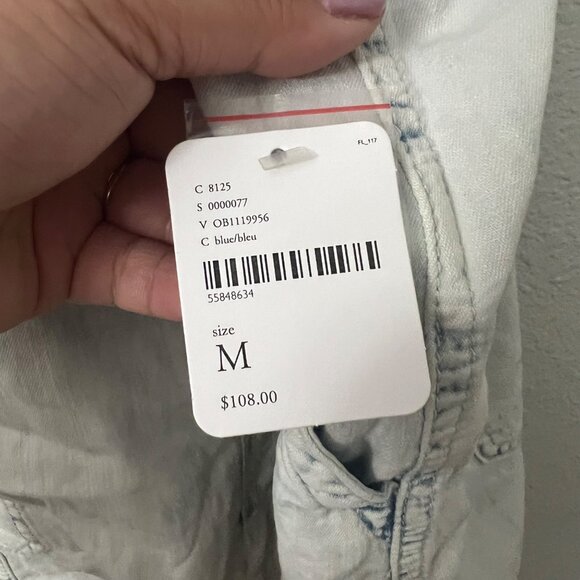 FL_117
C 8125
S 0000077
V OB1119956
C blue/bleu
55848634
size
M
$108.00